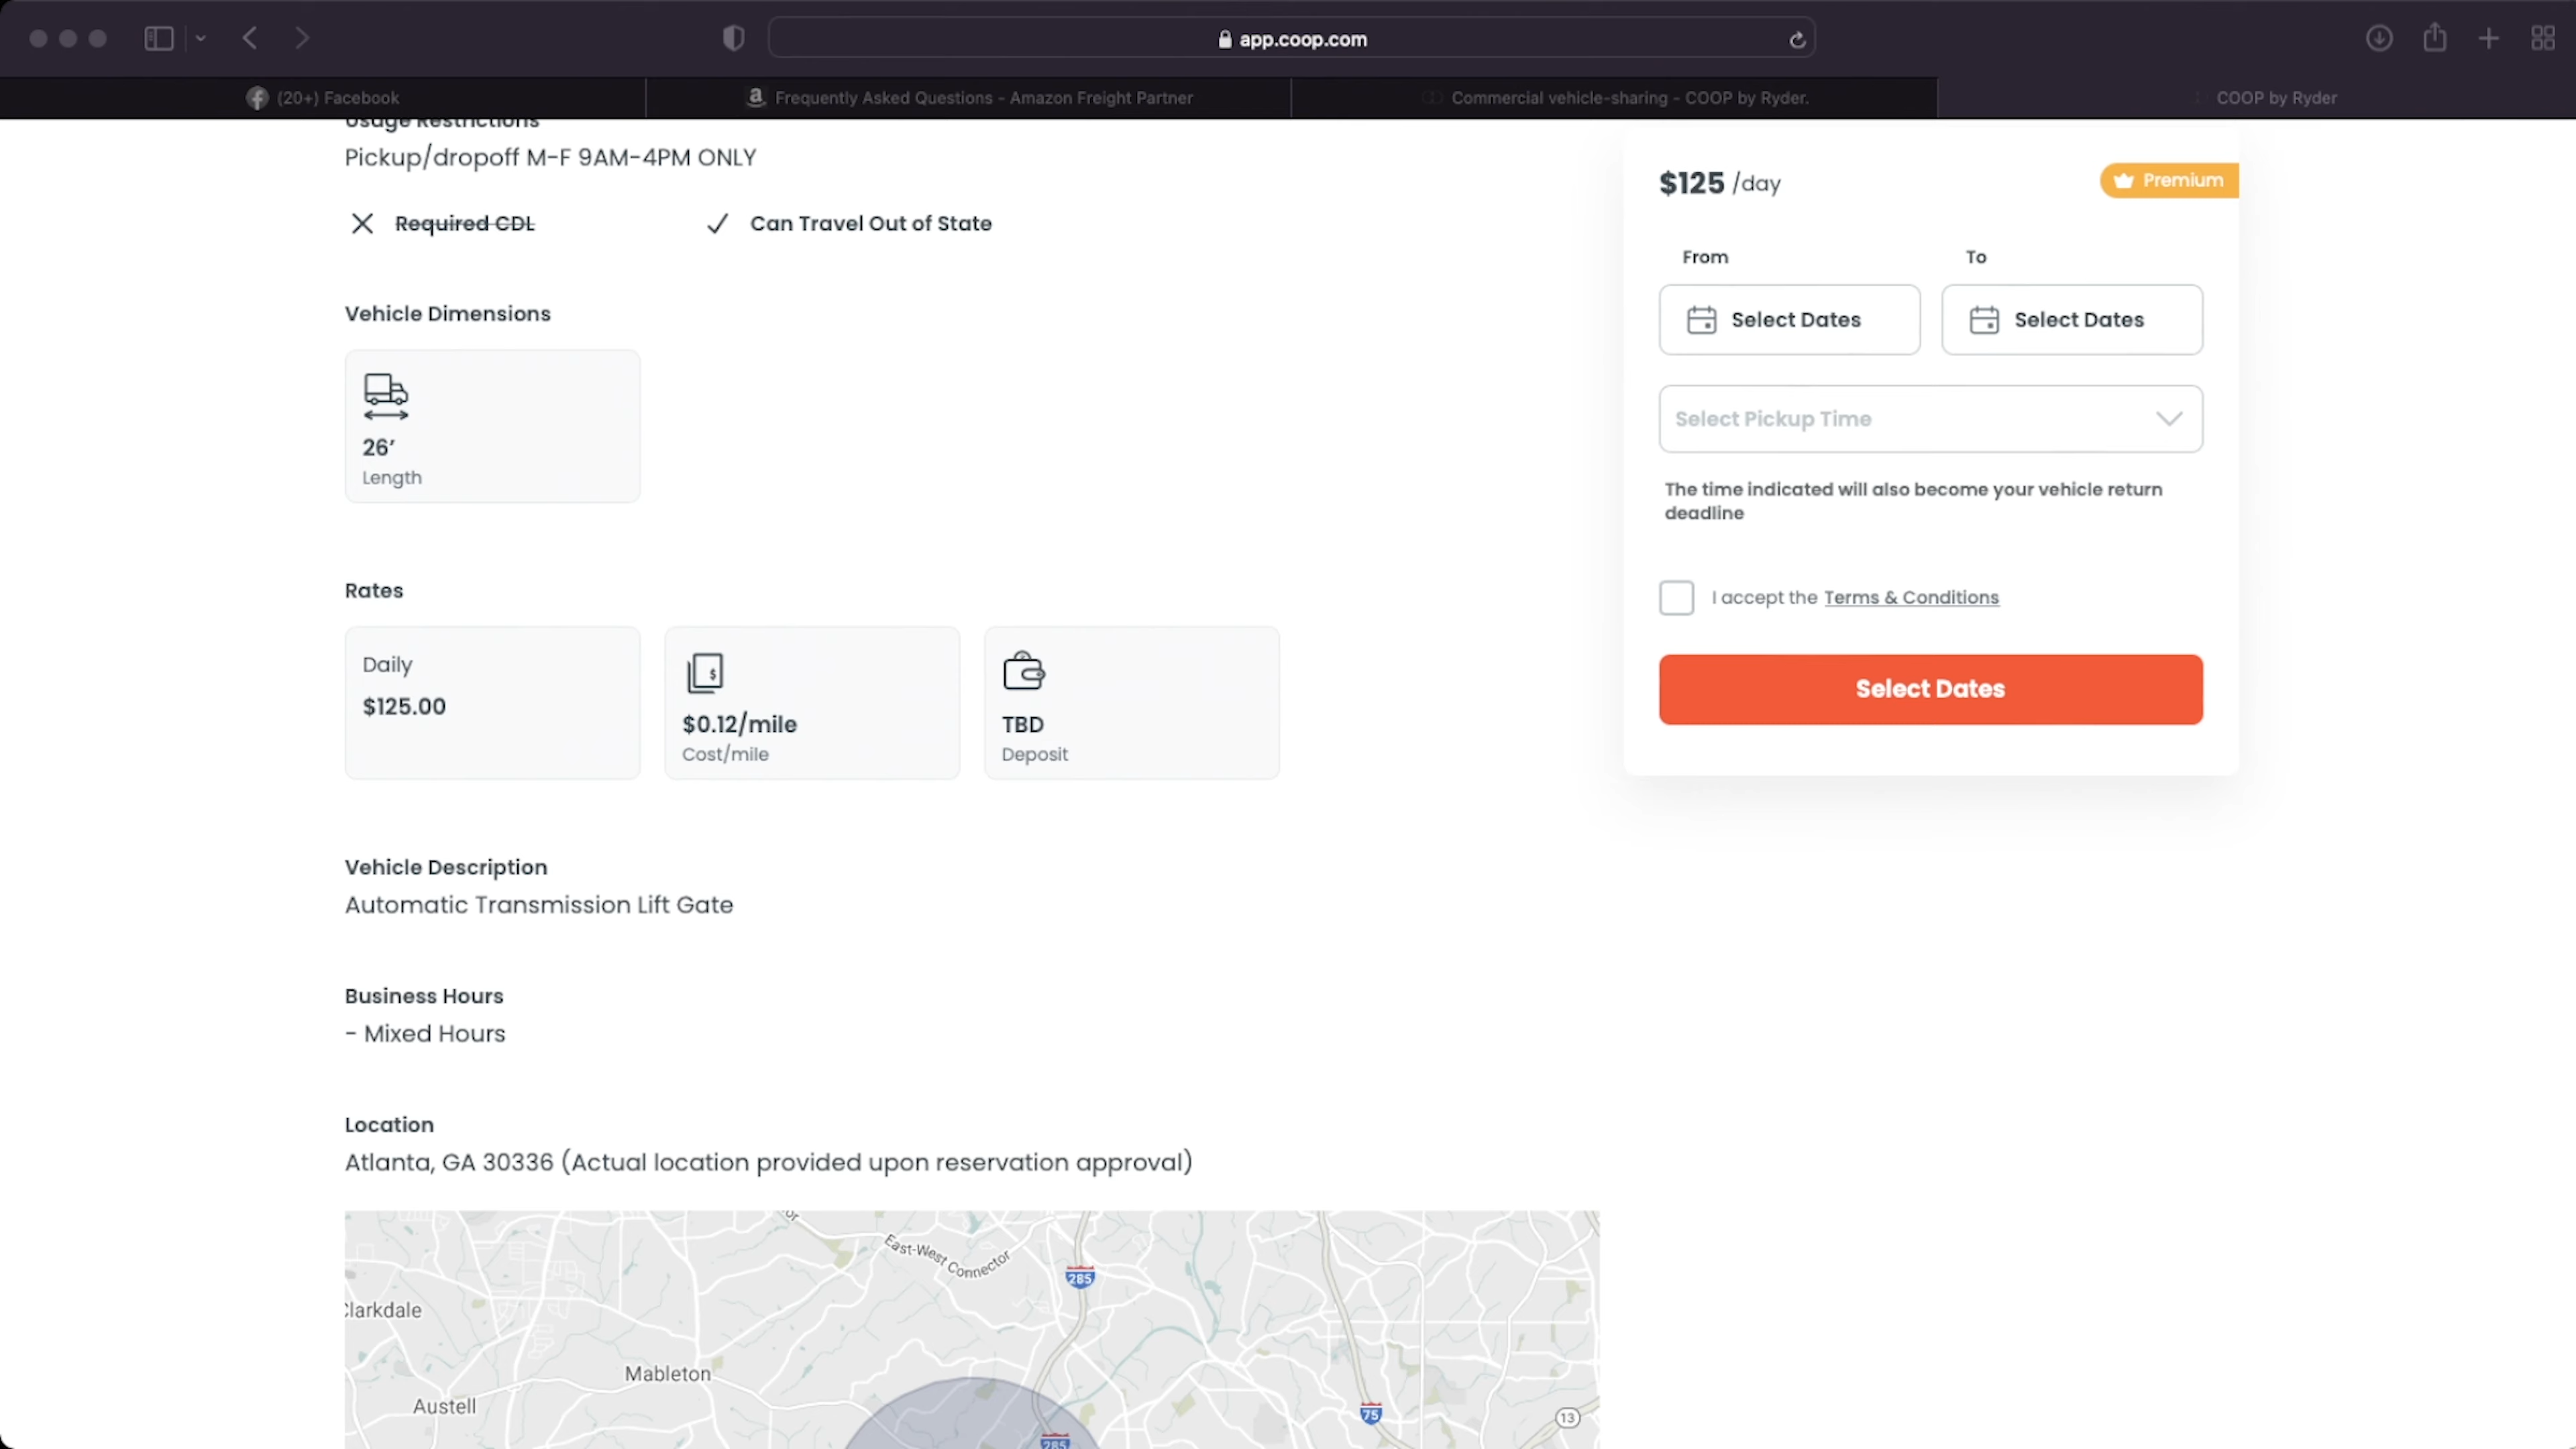 app.coop.com
(20+) Facebook
Frequently Asked Questions - Amazon Freight Partner
Commercial vehicle-sharing - COOP by Ryder.
COOP by Ryder
Usage Restrictions
Pickup/dropoff M-F 9AM-4PM ONLY
Required CDL
Can Travel Out of State
Vehicle Dimensions
26′
Length
Rates
Daily
$125.00
$0.12/mile
Cost/mile
TBD
Deposit
Vehicle Description
Automatic Transmission Lift Gate
Business Hours
- Mixed Hours
Location
Atlanta, GA 30336 (Actual location provided upon reservation approval)
East-West Connector
285
Clarkdale
Mableton
Austell
75
13
285
$125 /day
Premium
From
To
Select Dates
Select Dates
Select Pickup Time
The time indicated will also become your vehicle return
deadline
I accept the Terms & Conditions
Select Dates